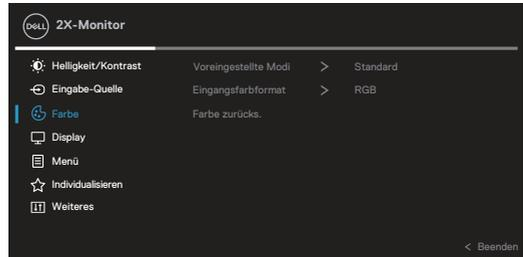 DELL 2X-Monitor
Helligkeit/Kontrast Voreingestellte Modi > Standard
Eingabe-Quelle Eingangsfarbformat > RGB
Farbe Farbe zurücks.
Display
Menü
Individualisieren
Weiteres
< Beenden